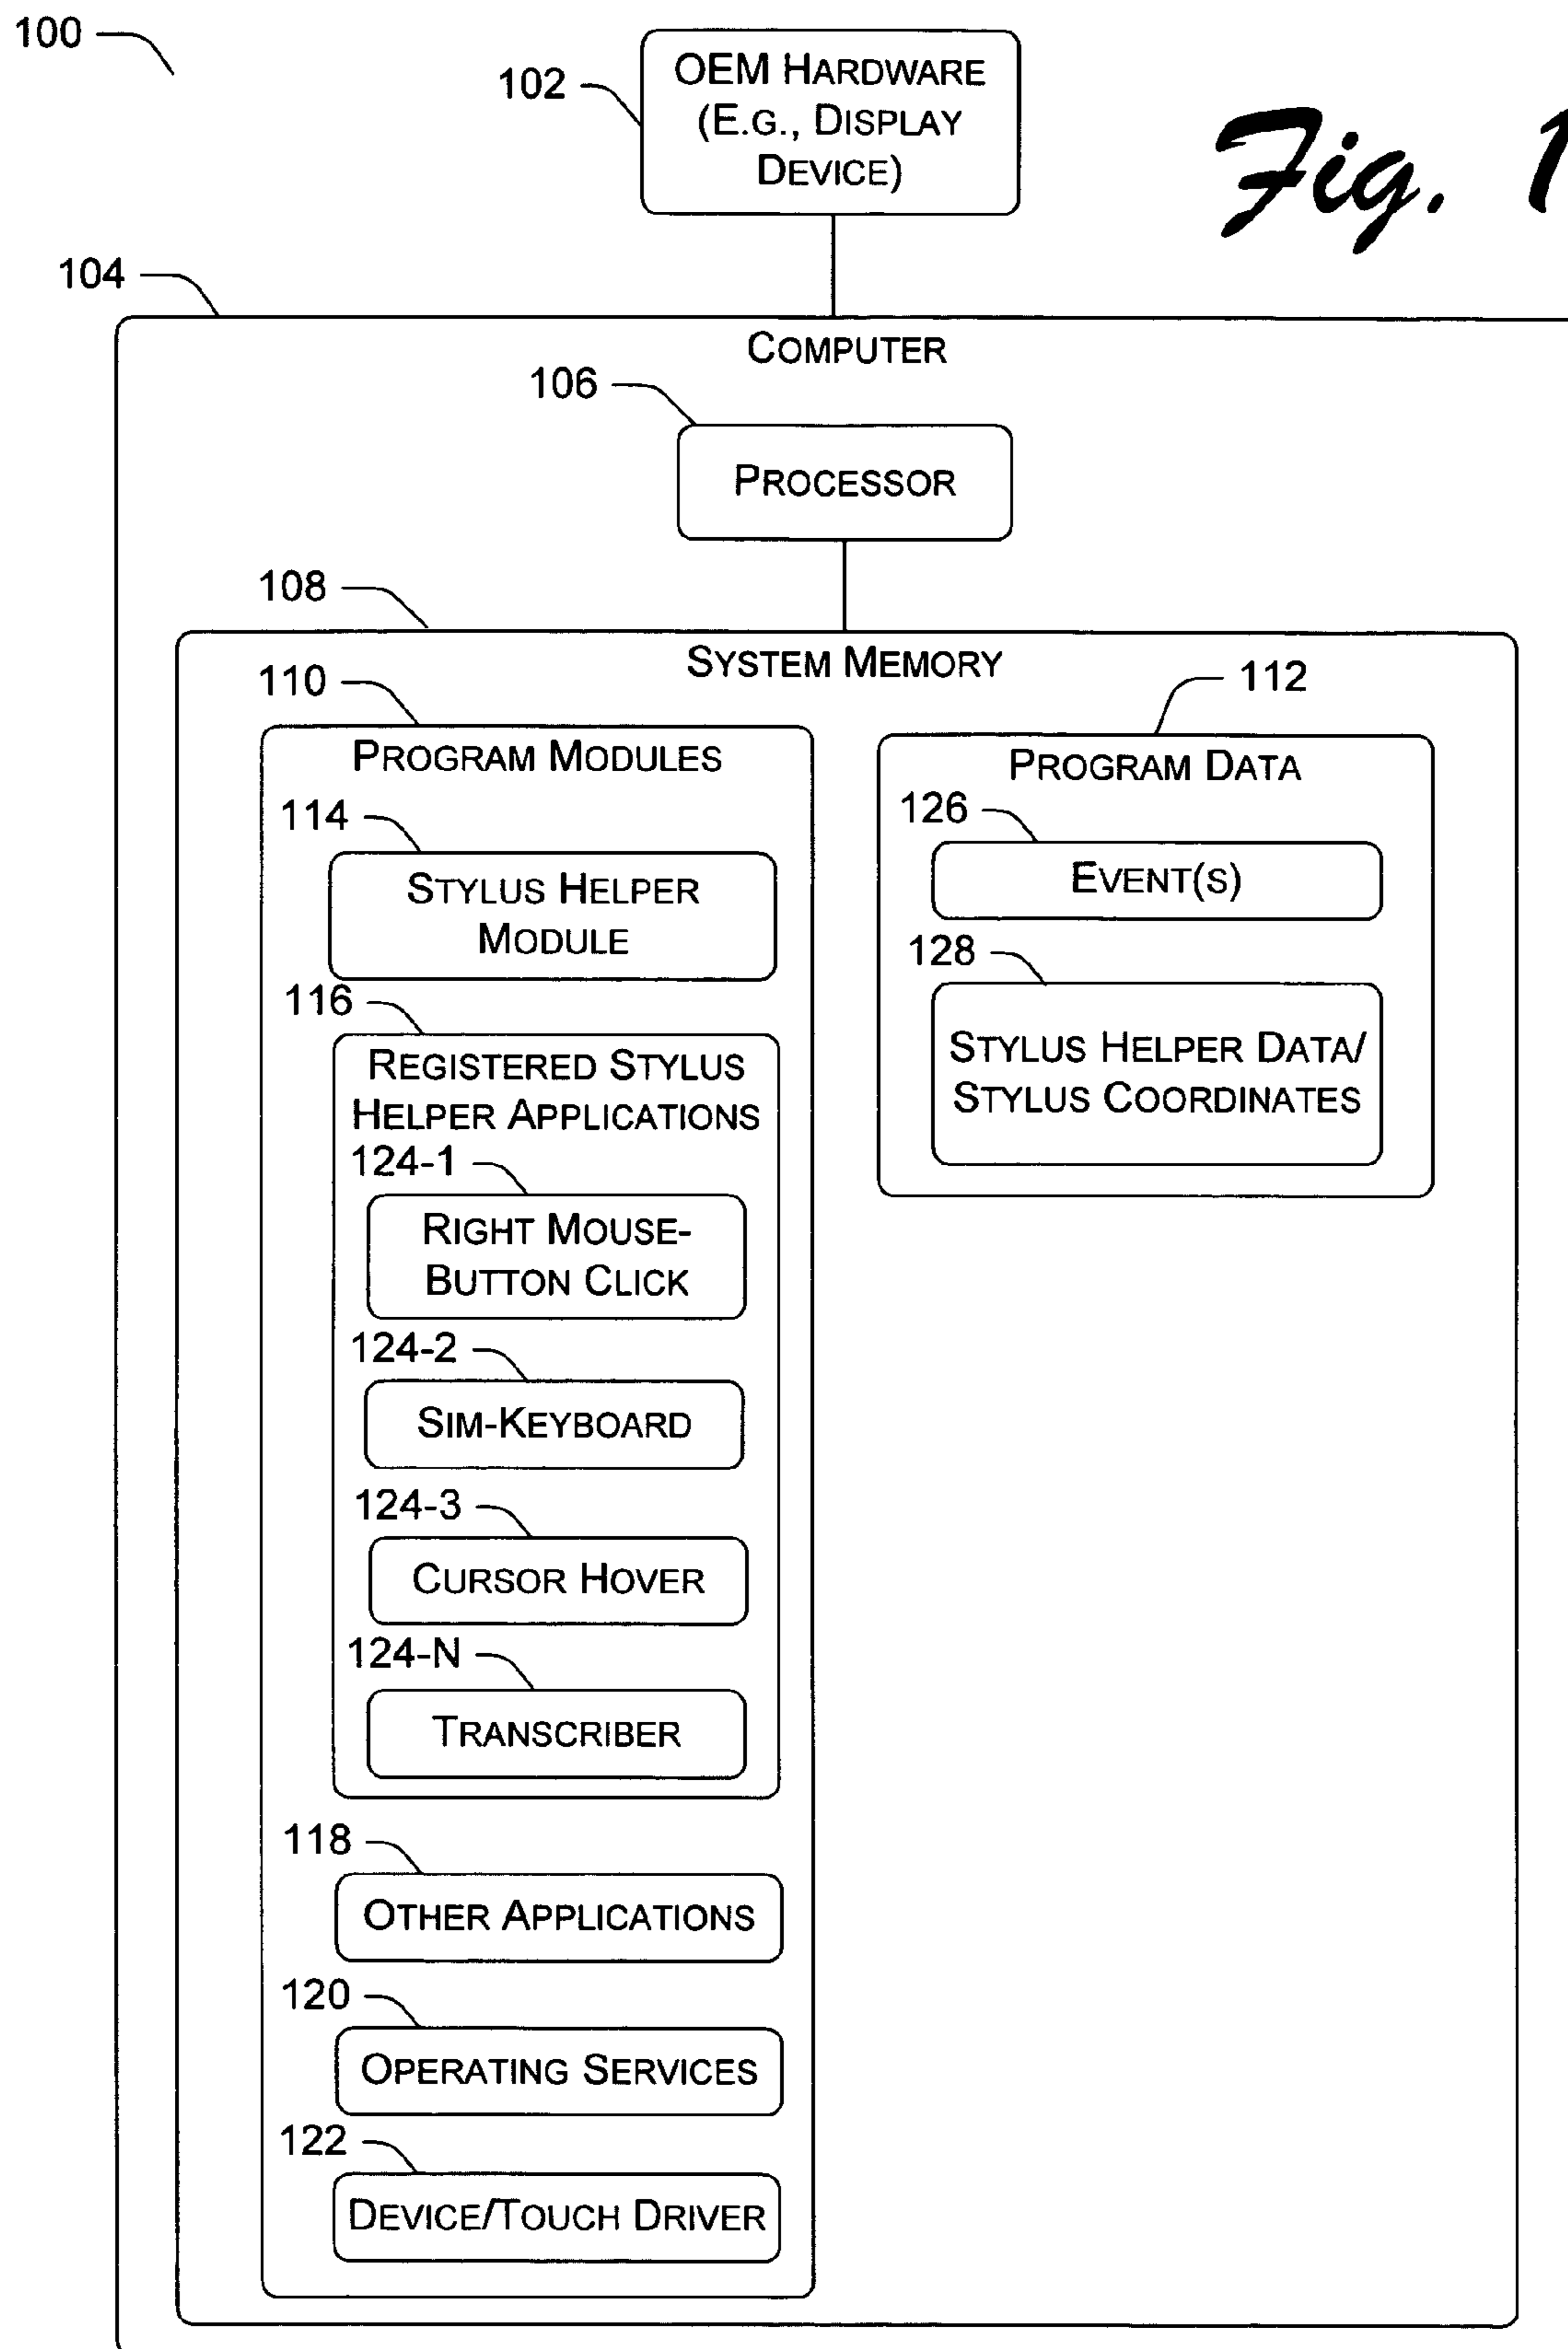 100
102
OEM HARDWARE
(E.G., DISPLAY
DEVICE)
Fig. 1
104
COMPUTER
106
PROCESSOR
108
SYSTEM MEMORY
110
PROGRAM MODULES
114
STYLUS HELPER
MODULE
116
REGISTERED STYLUS
HELPER APPLICATIONS
124-1
RIGHT MOUSE-
BUTTON CLICK
124-2
SIM-KEYBOARD
124-3
CURSOR HOVER
124-N
TRANSCRIBER
118
OTHER APPLICATIONS
120
OPERATING SERVICES
122
DEVICE/TOUCH DRIVER
112
PROGRAM DATA
126
EVENT(S)
128
STYLUS HELPER DATA/
STYLUS COORDINATES